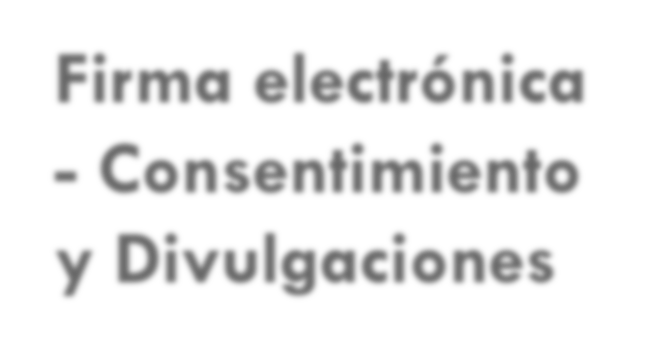 Firma electrónica
- Consentimiento
y Divulgaciones